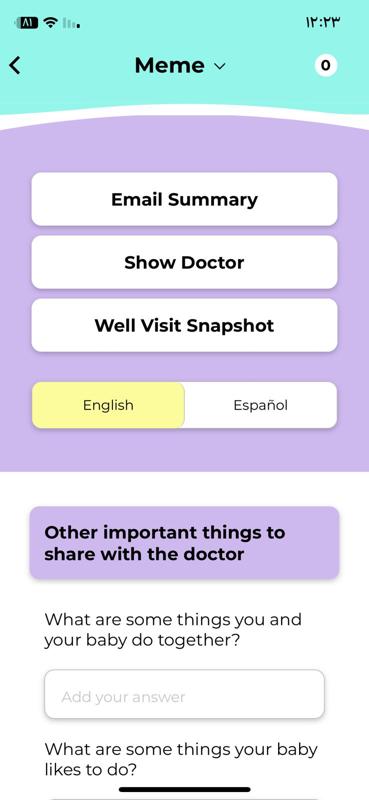 ۱۲:۲۳
Meme
0
Email Summary
Show Doctor
Well Visit Snapshot
English
Español
Other important things to
share with the doctor
What are some things you and
your baby do together?
Add your answer
What are some things your baby
likes to do?